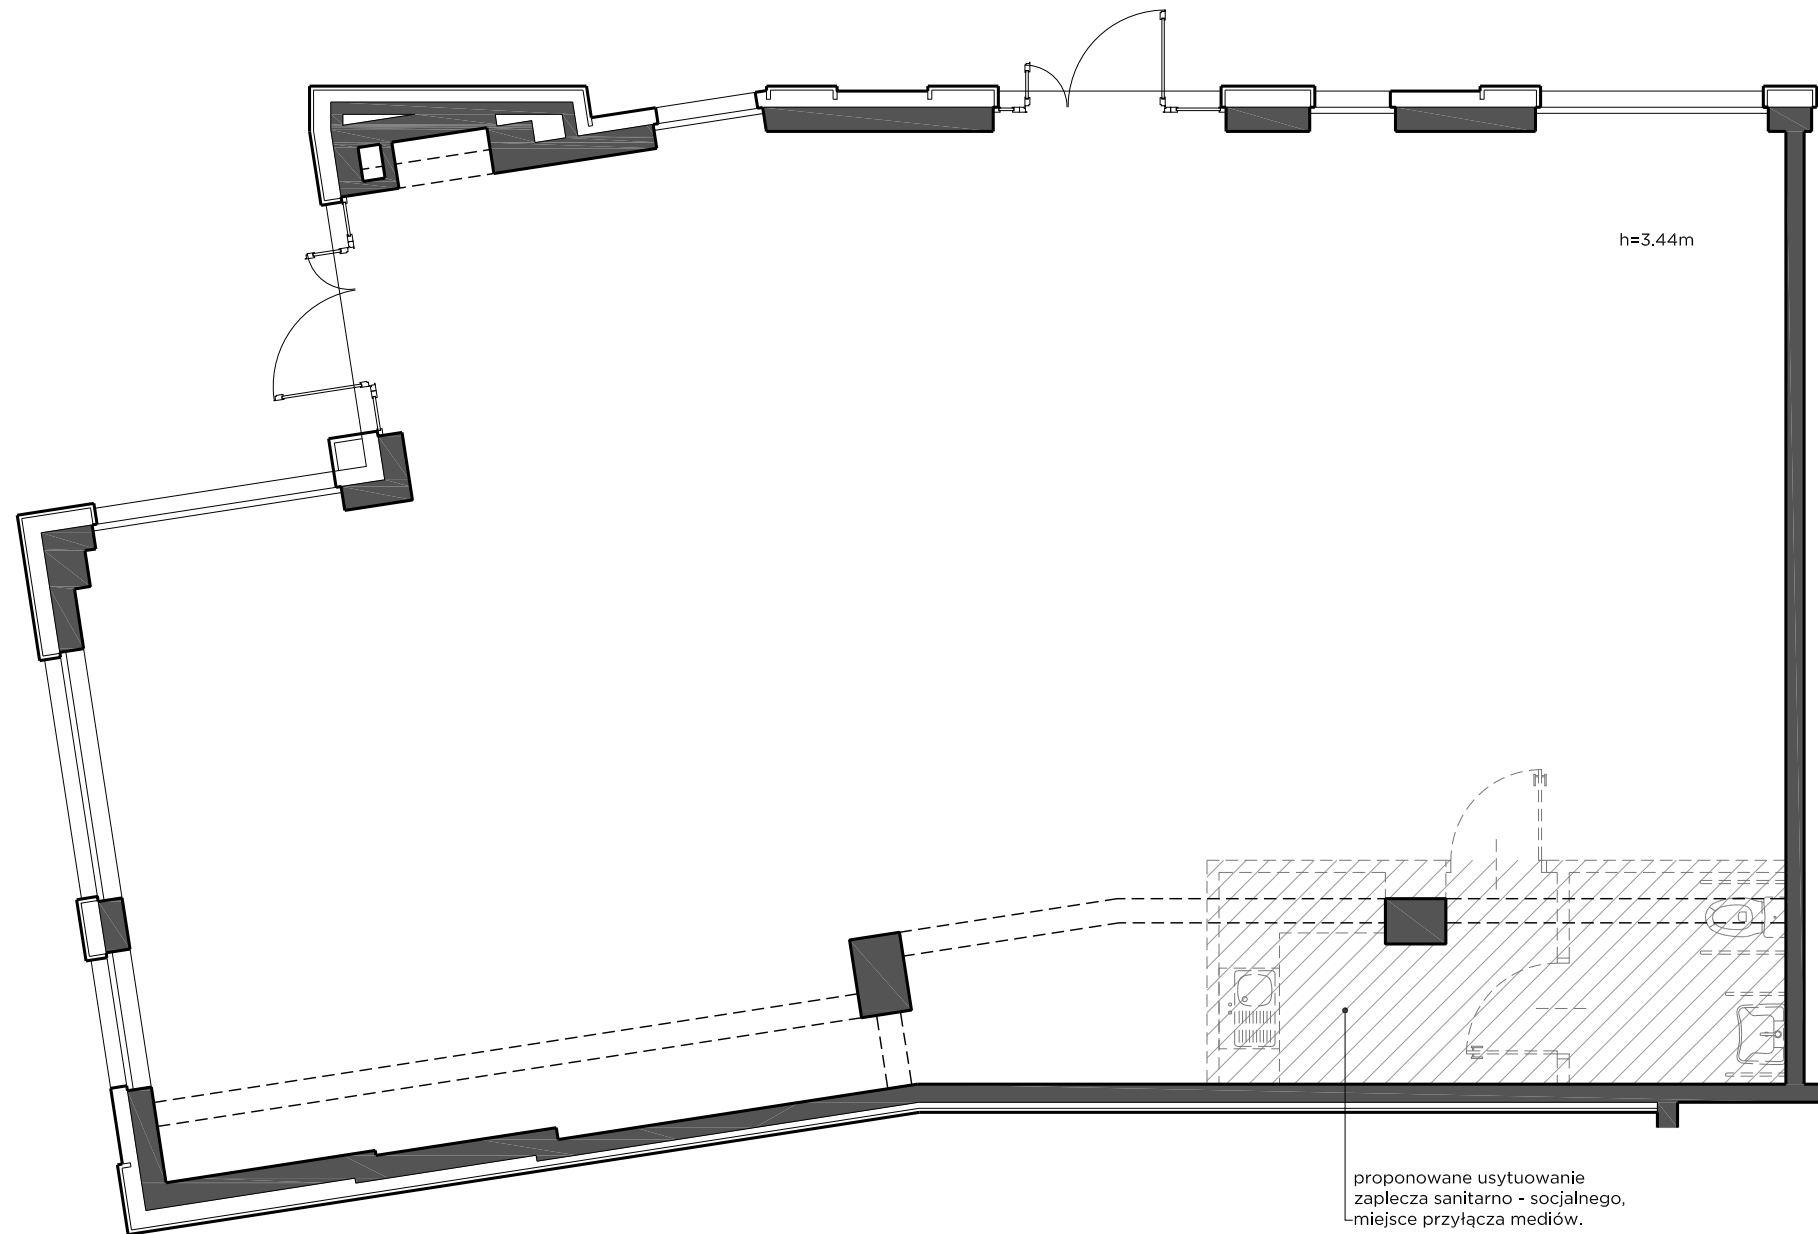 h=3.44m
proponowane usytuowanie
zaplecza sanitarno - socjalnego,
miejsce przyłącza mediów.